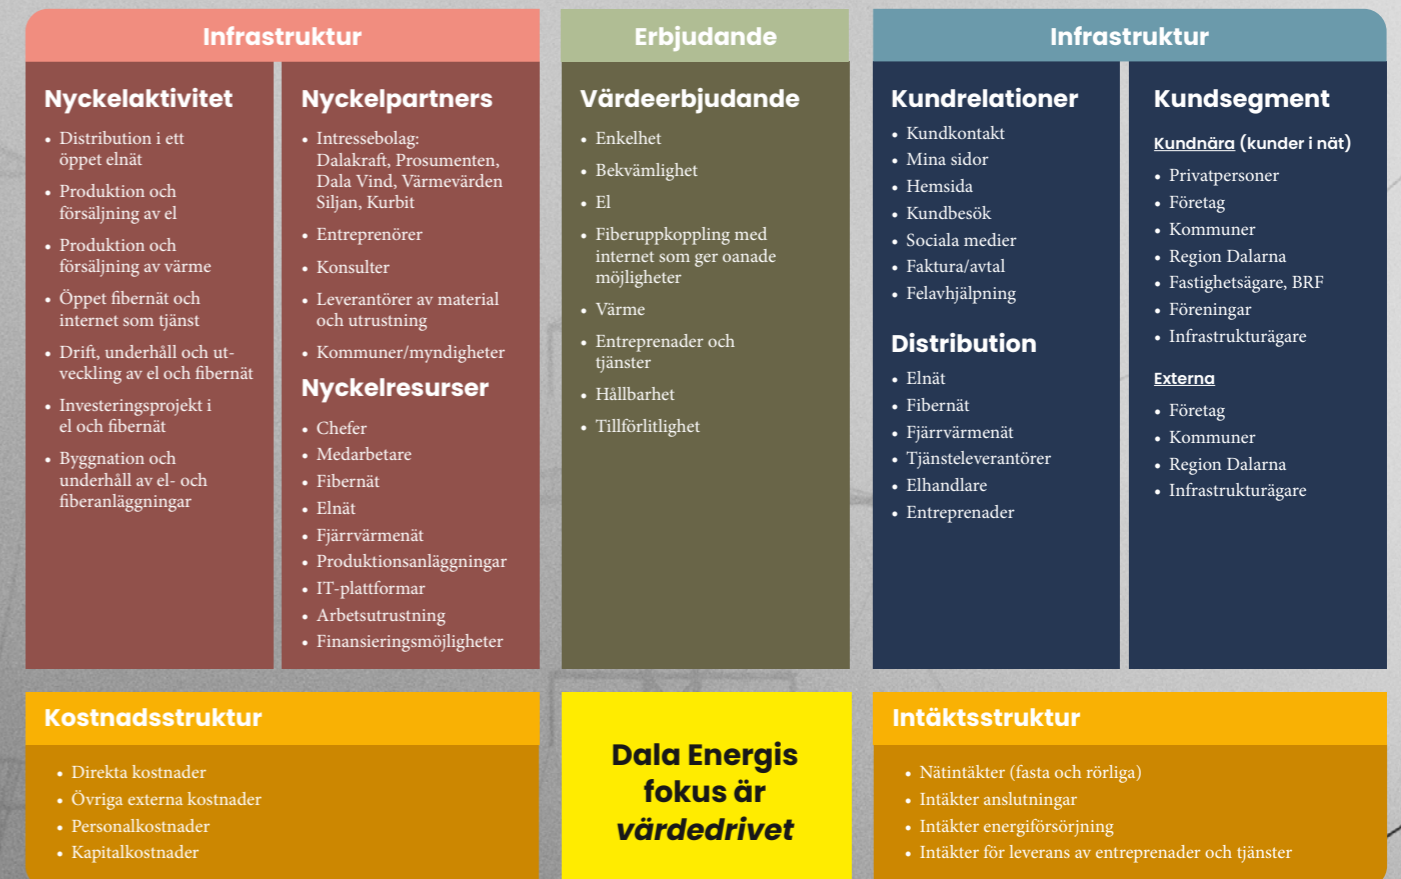 Infrastruktur
Nyckelaktivitet
• Distribution i ett
öppet elnät
• Produktion och
försäljning av el
• Produktion och
försäljning av värme
• Öppet fibernät och
internet som tjänst
• Drift, underhåll och ut-
veckling av el och fibernät
• Investeringsprojekt i
el och fibernät
• Byggnation och
underhåll av el- och
fiberanläggningar
Nyckelpartners
• Intressebolag:
Dalakraft, Prosumenten,
Dala Vind, Värmevärden
Siljan, Kurbit
• Entreprenörer
• Konsulter
• Leverantörer av material
och utrustning
• Kommuner/myndigheter
Nyckelresurser
• Chefer
• Medarbetare
• Fibernät
• Elnät
• Fjärrvärmenät
• Produktionsanläggningar
• IT-plattformar
• Arbetsutrustning
• Finansieringsmöjligheter
Erbjudande
Värdeerbjudande
• Enkelhet
• Bekvämlighet
• El
• Fiberuppkoppling med
internet som ger oanade
möjligheter
• Värme
• Entreprenader och
tjänster
• Hållbarhet
• Tillförlitlighet
Infrastruktur
Kundrelationer
• Kundkontakt
• Mina sidor
• Hemsida
• Kundbesök
• Sociala medier
• Faktura/avtal
• Felavhjälpning
Distribution
• Elnät
• Fibernät
• Fjärrvärmenät
• Tjänsteleverantörer
• Elhandlare
• Entreprenader
Kundsegment
Kundnära (kunder i nät)
• Privatpersoner
• Företag
• Kommuner
• Region Dalarna
• Fastighetsägare, BRF
• Föreningar
• Infrastrukturägare
Externa
• Företag
• Kommuner
• Region Dalarna
• Infrastrukturägare
Kostnadsstruktur
• Direkta kostnader
• Övriga externa kostnader
• Personalkostnader
• Kapitalkostnader
Dala Energis
fokus är
värdedrivet
Intäktsstruktur
• Nätintäkter (fasta och rörliga)
• Intäkter anslutningar
• Intäkter energiförsörjning
• Intäkter för leverans av entreprenader och tjänster